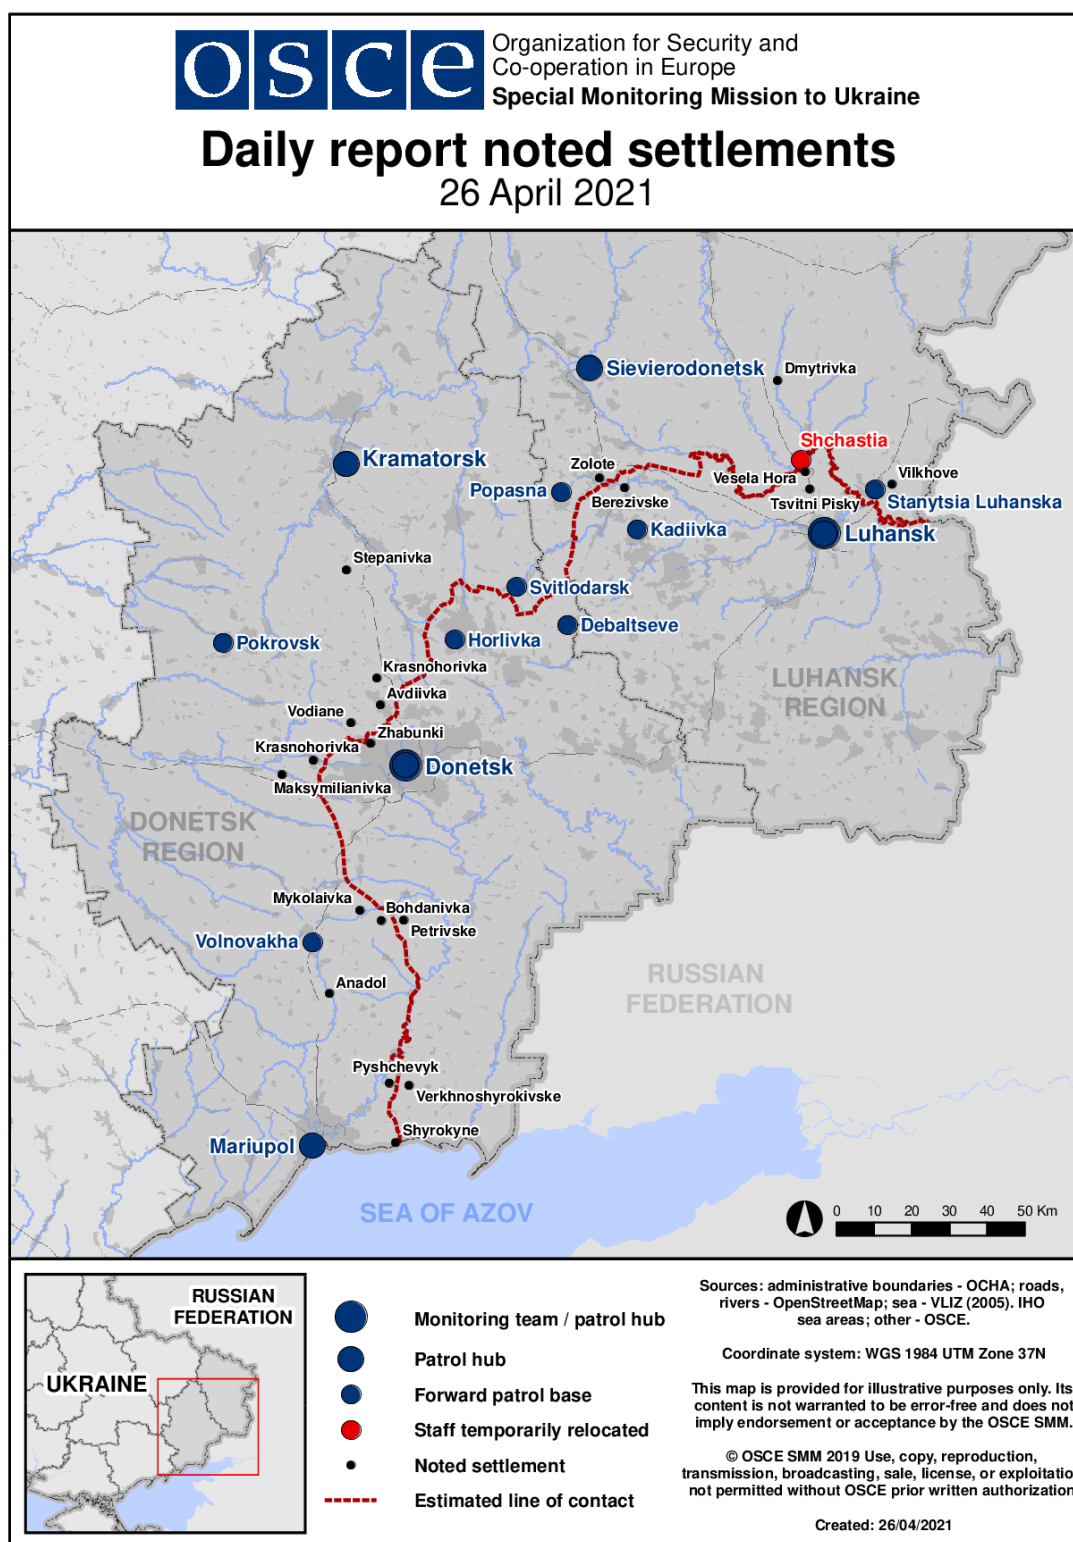 osce
Organization for Security and
Co-operation in Europe
Special Monitoring Mission to Ukraine
Daily report noted settlements
26 April 2021
Sievierodonetsk
Dmytrivka
Shchastia
Kramatorsk
Zolote
Vesela Hora
Vilkhove
Popasna
Berezivske
Tsvitni Pisky
Stanytsia Luhanska
Kadiivka
Luhansk
Stepanivka
Svitlodarsk
Debaltseve
Pokrovsk
Horlivka
Krasnohorivka
LUHANSK
REGION
Avdiivka
Vodiane
Zhabunki
Krasnohorivka
Donetsk
Maksymilianivka
DONETSK
REGION
Mykolaivka
Bohdanivka
Petrivske
Volnovakha
RUSSIAN
FEDERATION
Anadol
Pyshchevyk
Verkhnoshyrokivske
Shyrokyne
Mariupol
SEA OF AZOV
0 10 20 30 40 50 Km
RUSSIAN
FEDERATION
UKRAINE
Monitoring team / patrol hub
Patrol hub
Forward patrol base
Staff temporarily relocated
Noted settlement
Estimated line of contact
Sources: administrative boundaries - OCHA; roads,
rivers - OpenStreetMap; sea - VLIZ (2005). IHO
sea areas; other - OSCE.
Coordinate system: WGS 1984 UTM Zone 37N
This map is provided for illustrative purposes only. Its
content is not warranted to be error-free and does not
imply endorsement or acceptance by the OSCE SMM.
© OSCE SMM 2019 Use, copy, reproduction,
transmission, broadcasting, sale, license, or exploitatio
not permitted without OSCE prior written authorization
Created: 26/04/2021